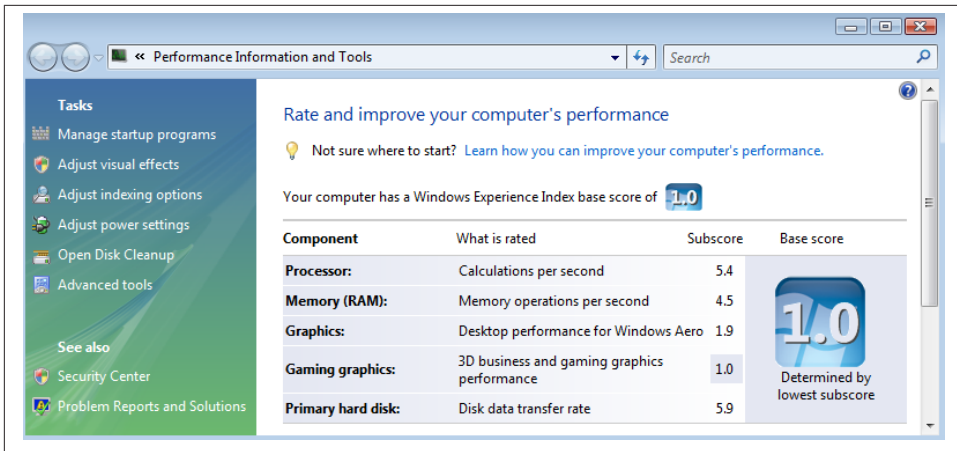 « Performance Information and Tools
Search
Tasks
Manage startup programs
Adjust visual effects
Adjust indexing options
Adjust power settings
Open Disk Cleanup
Advanced tools
See also
Security Center
Problem Reports and Solutions
Rate and improve your computer's performance
Not sure where to start? Learn how you can improve your computer's performance.
Your computer has a Windows Experience Index base score of 1.0
Component What is rated Subscore Base score
Processor: Calculations per second 5.4
Memory (RAM): Memory operations per second 4.5
Graphics: Desktop performance for Windows Aero 1.9
Gaming graphics: 3D business and gaming graphics
performance 1.0
Primary hard disk: Disk data transfer rate 5.9
1.0
Determined by
lowest subscore